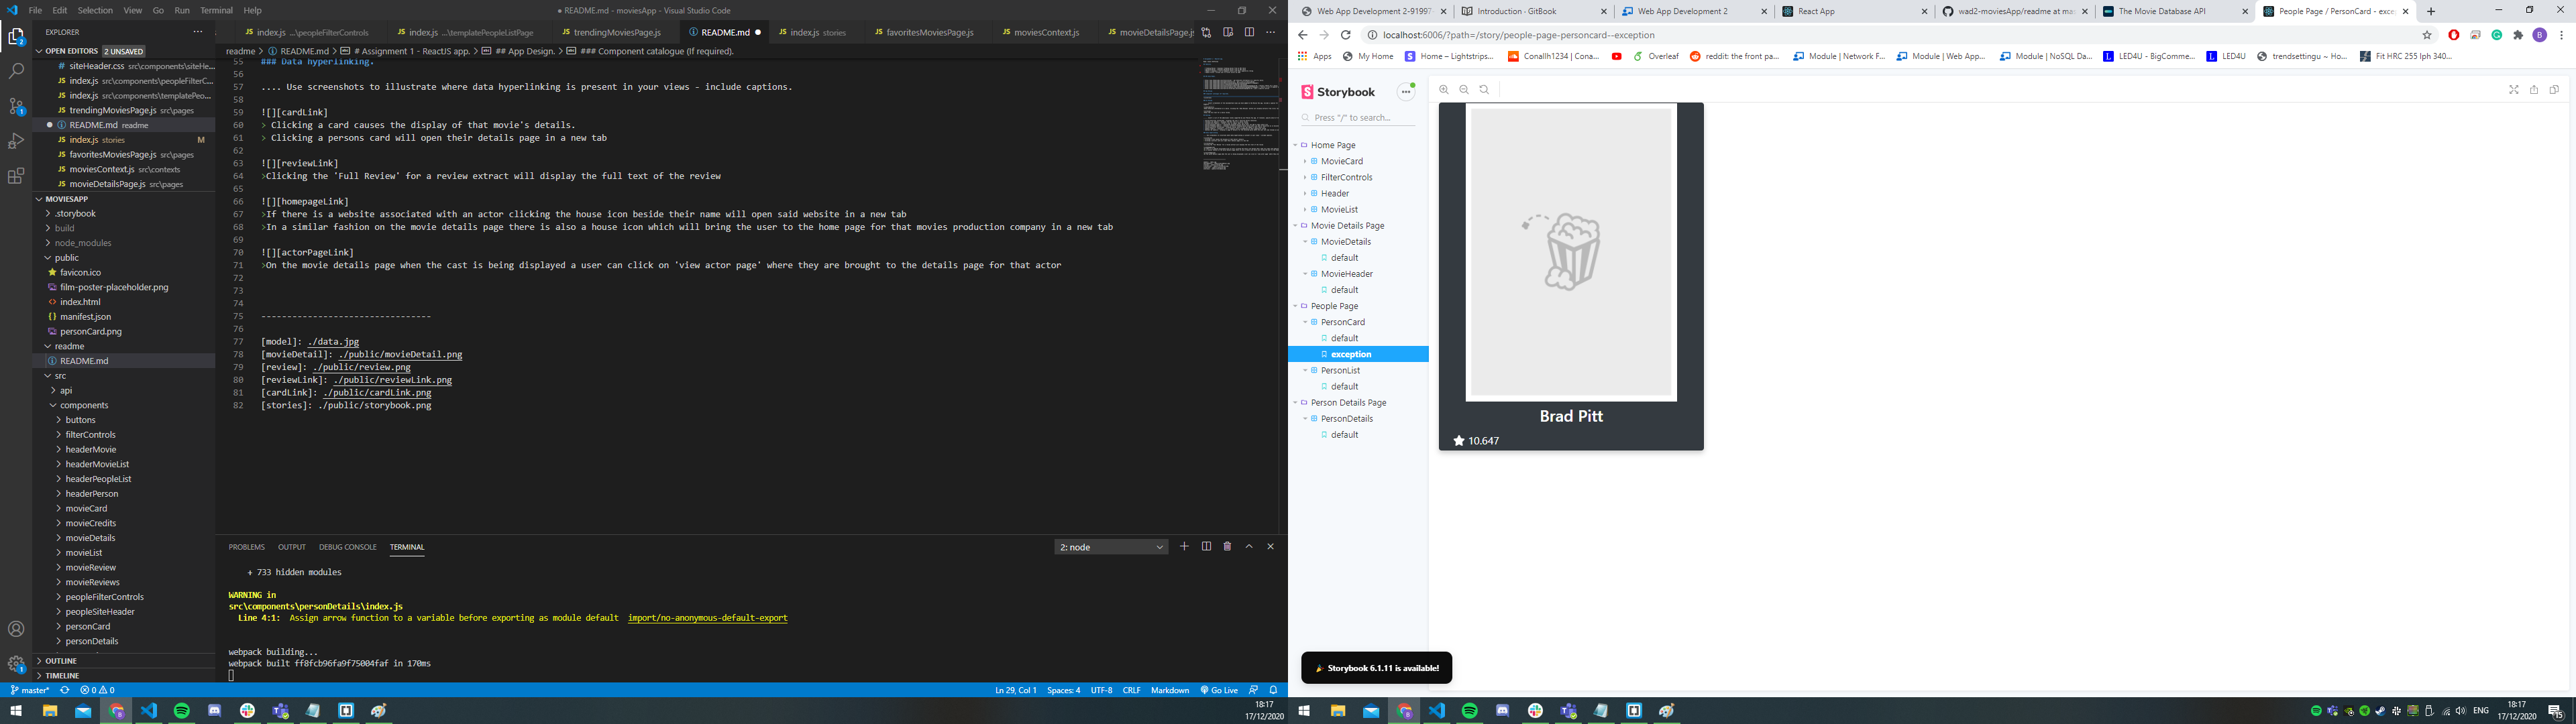 File Edit Selection View Go Run Terminal Help
● README.md - moviesApp - Visual Studio Code
EXPLORER
OPEN EDITORS 2 UNSAVED
siteHeader.css src\components\siteHe...
index.js src\components\peopleFilterC...
index.js src\components\templatePeo...
trendingMoviesPage.js src\pages
README.md readme
index.js stories M
favoritesMoviesPage.js src\pages
moviesContext.js src\contexts
movieDetailsPage.js src\pages
MOVIESAPP
.storybook
build
node_modules
public
favicon.ico
film-poster-placeholder.png
index.html
manifest.json
personCard.png
readme
README.md
src
api
components
buttons
filterControls
headerMovie
headerMovieList
headerPeopleList
headerPerson
movieCard
movieCredits
movieDetails
movieList
movieReview
movieReviews
peopleFilterControls
peopleSiteHeader
personCard
personDetails
OUTLINE
TIMELINE
index.js ...\peopleFilterControls
index.js ...\templatePeopleListPage
trendingMoviesPage.js
README.md
index.js stories
favoritesMoviesPage.js
moviesContext.js
movieDetailsPage.js
readme > README.md > # Assignment 1 - ReactJS app. > ## App Design. > ### Component catalogue (If required).
55 ### Data hyperlinking.
56
57 .... Use screenshots to illustrate where data hyperlinking is present in your views - include captions.
58
59 ![][cardLink]
60 > Clicking a card causes the display of that movie's details.
61 > Clicking a persons card will open their details page in a new tab
62
63 ![][reviewLink]
64 >Clicking the 'Full Review' for a review extract will display the full text of the review
65
66 ![][homepageLink]
67 >If there is a website associated with an actor clicking the house icon beside their name will open said website in a new tab
68 >In a similar fashion on the movie details page there is also a house icon which will bring the user to the home page for that movies production company in a new tab
69
70 ![][actorPageLink]
71 >On the movie details page when the cast is being displayed a user can click on 'view actor page' where they are brought to the details page for that actor
72
73
74
75 ---------------------------------
76
77 [model]: ./data.jpg
78 [movieDetail]: ./public/movieDetail.png
79 [review]: ./public/review.png
80 [reviewLink]: ./public/reviewLink.png
81 [cardLink]: ./public/cardLink.png
82 [stories]: ./public/storybook.png
PROBLEMS OUTPUT DEBUG CONSOLE TERMINAL
2: node
+ 733 hidden modules
WARNING in
src\components\personDetails\index.js
Line 4:1: Assign arrow function to a variable before exporting as module default import/no-anonymous-default-export
webpack building...
webpack built ff8fcb96fa9f75004faf in 170ms
master* 0 0
Ln 29, Col 1 Spaces: 4 UTF-8 CRLF Markdown Go Live
18:17
17/12/2020
Web App Development 2-91997
Introduction · GitBook
Web App Development 2
React App
wad2-moviesApp/readme at ma
The Movie Database API
People Page / PersonCard - exce
localhost:6006/?path=/story/people-page-personcard--exception
Apps
My Home
Home – Lightstrips...
Conallh1234 | Cona...
Overleaf
reddit: the front pa...
Module | Network F...
Module | Web App...
Module | NoSQL Da...
LED4U - BigComme...
LED4U
trendsettingu ~ Ho...
Fit HRC 255 lph 340...
Storybook
Press "/" to search...
Home Page
MovieCard
FilterControls
Header
MovieList
Movie Details Page
MovieDetails
default
MovieHeader
default
People Page
PersonCard
default
exception
PersonList
default
Person Details Page
PersonDetails
default
Brad Pitt
10.647
Storybook 6.1.11 is available!
ENG
18:17
17/12/2020
15